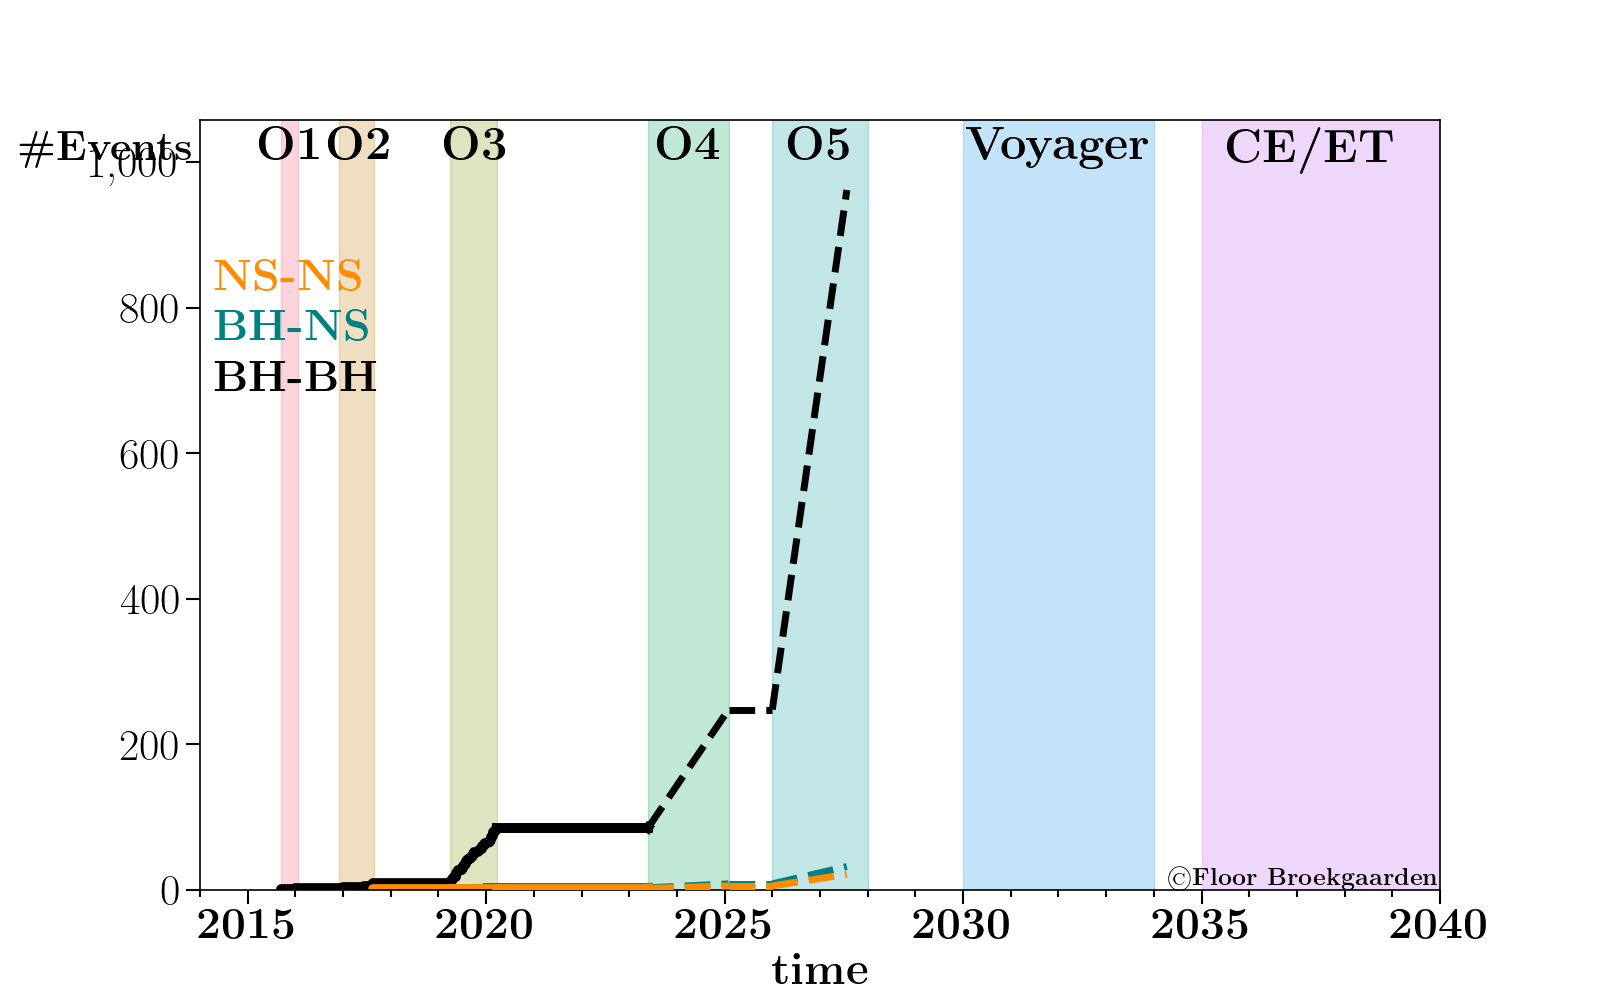 #Events
O1 O2 O3 O4 O5 Voyager CE/ET
1,000
NS-NS
800
BH-NS
BH-BH
600
400
200
0
©Floor Broekgaarden
2015 2020 2025 2030 2035 2040
time